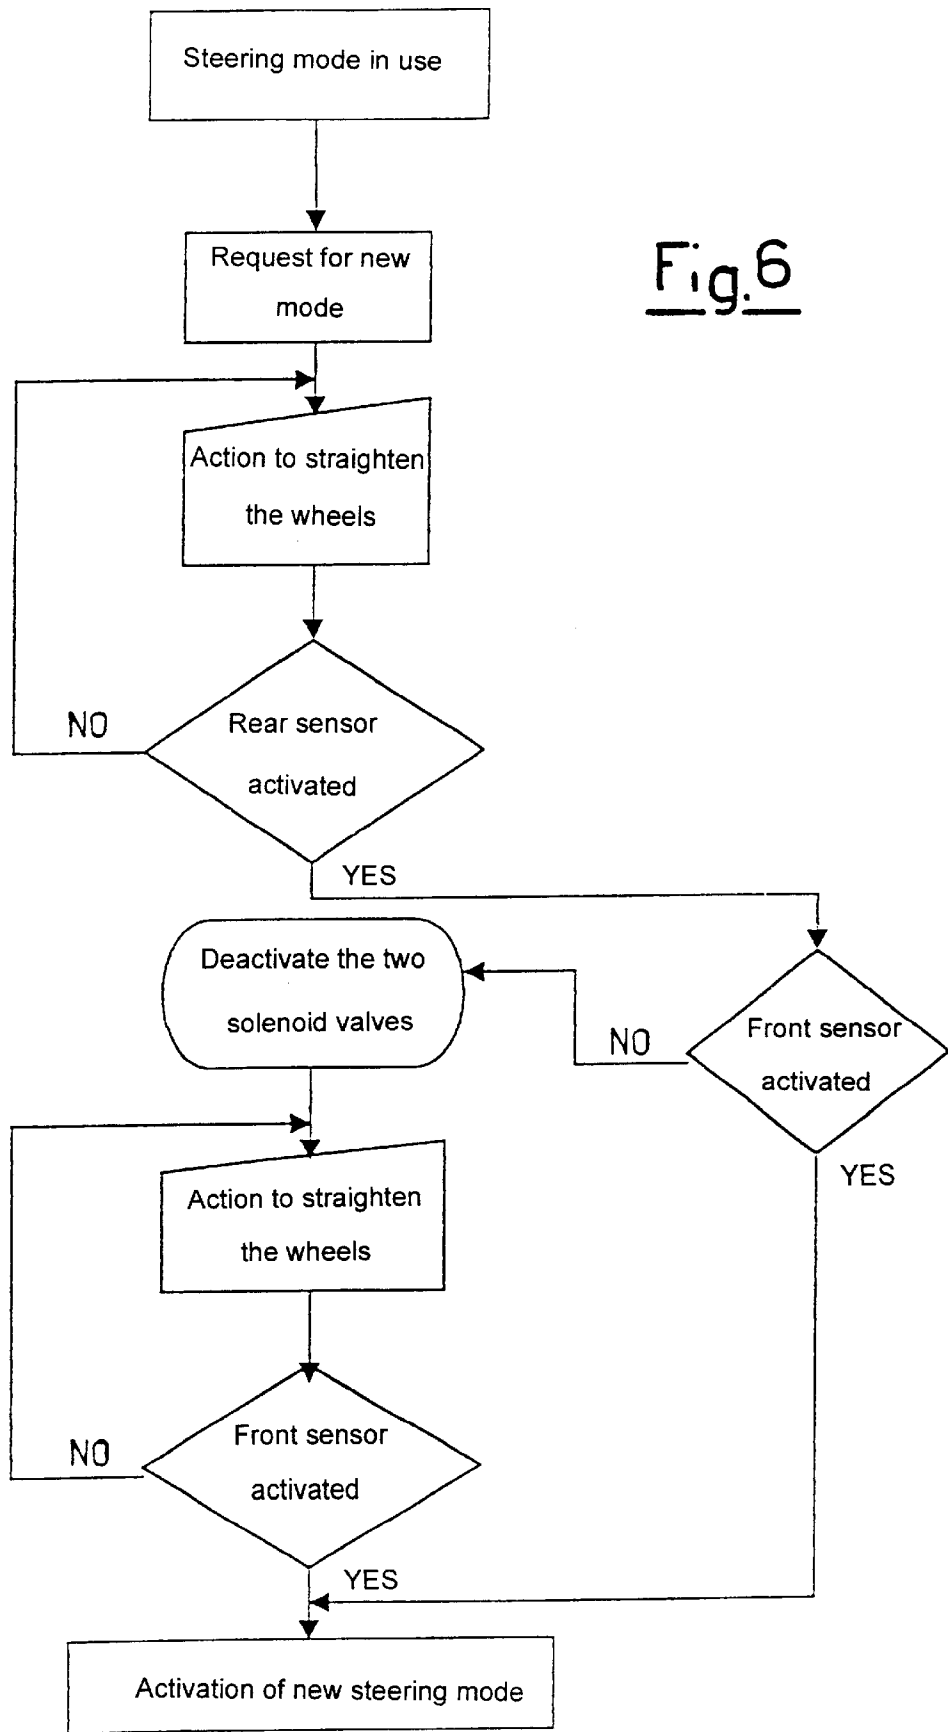 Steering mode in use
Fig.6
Request for new
mode
Action to straighten
the wheels
NO
Rear sensor
activated
YES
Deactivate the two
solenoid valves
NO
Front sensor
activated
YES
Action to straighten
the wheels
NO
Front sensor
activated
YES
Activation of new steering mode